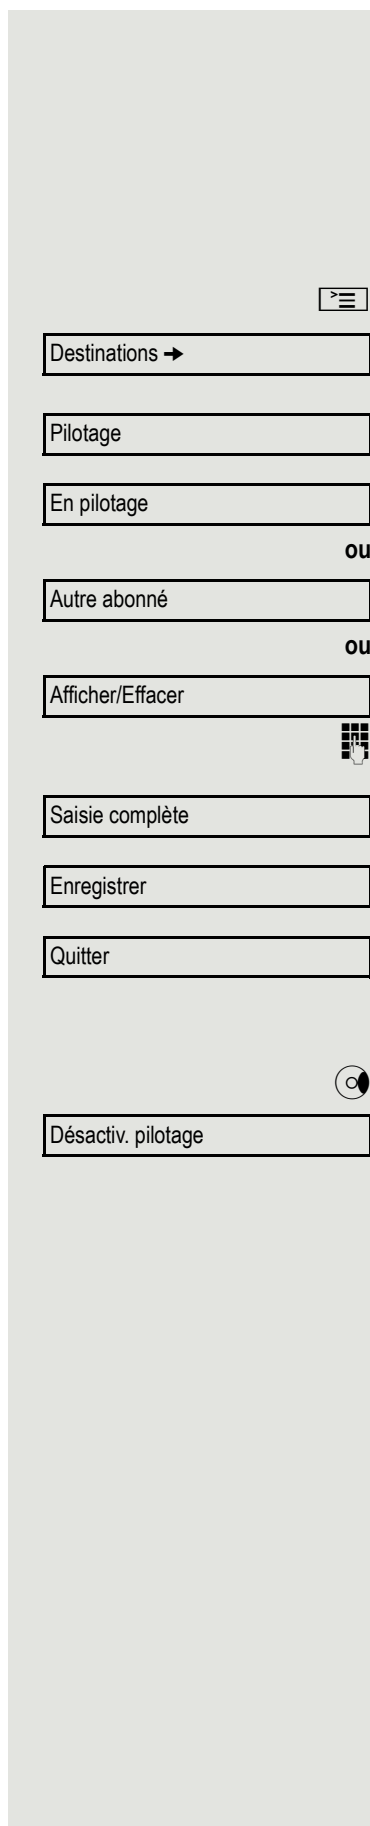 Destinations ➔
Pilotage
En pilotage
ou
Autre abonné
ou
Afficher/Effacer
Saisie complète
Enregistrer
Quitter
Désactiv. pilotage